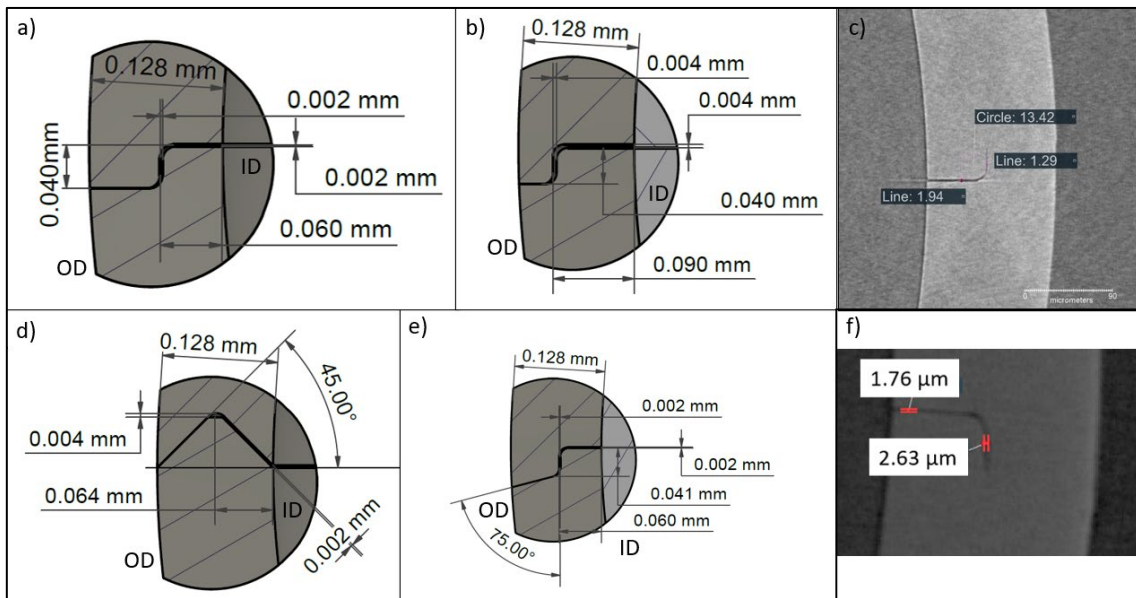 a)
0.128 mm
0.002 mm
0.040mm
ID
0.002 mm
0.060 mm
OD
b)
0.128 mm
0.004 mm
0.004 mm
ID
0.040 mm
OD
0.090 mm
c)
Circle: 13.42
Line: 1.29
Line: 1.94
0
90
micrometers
d)
0.128 mm
45.00°
0.004 mm
0.064 mm
ID
0.002 mm
OD
e)
0.128 mm
0.002 mm
0.002 mm
OD
0.041 mm
0.060 mm
75.00°
ID
f)
1.76 µm
2.63 µm